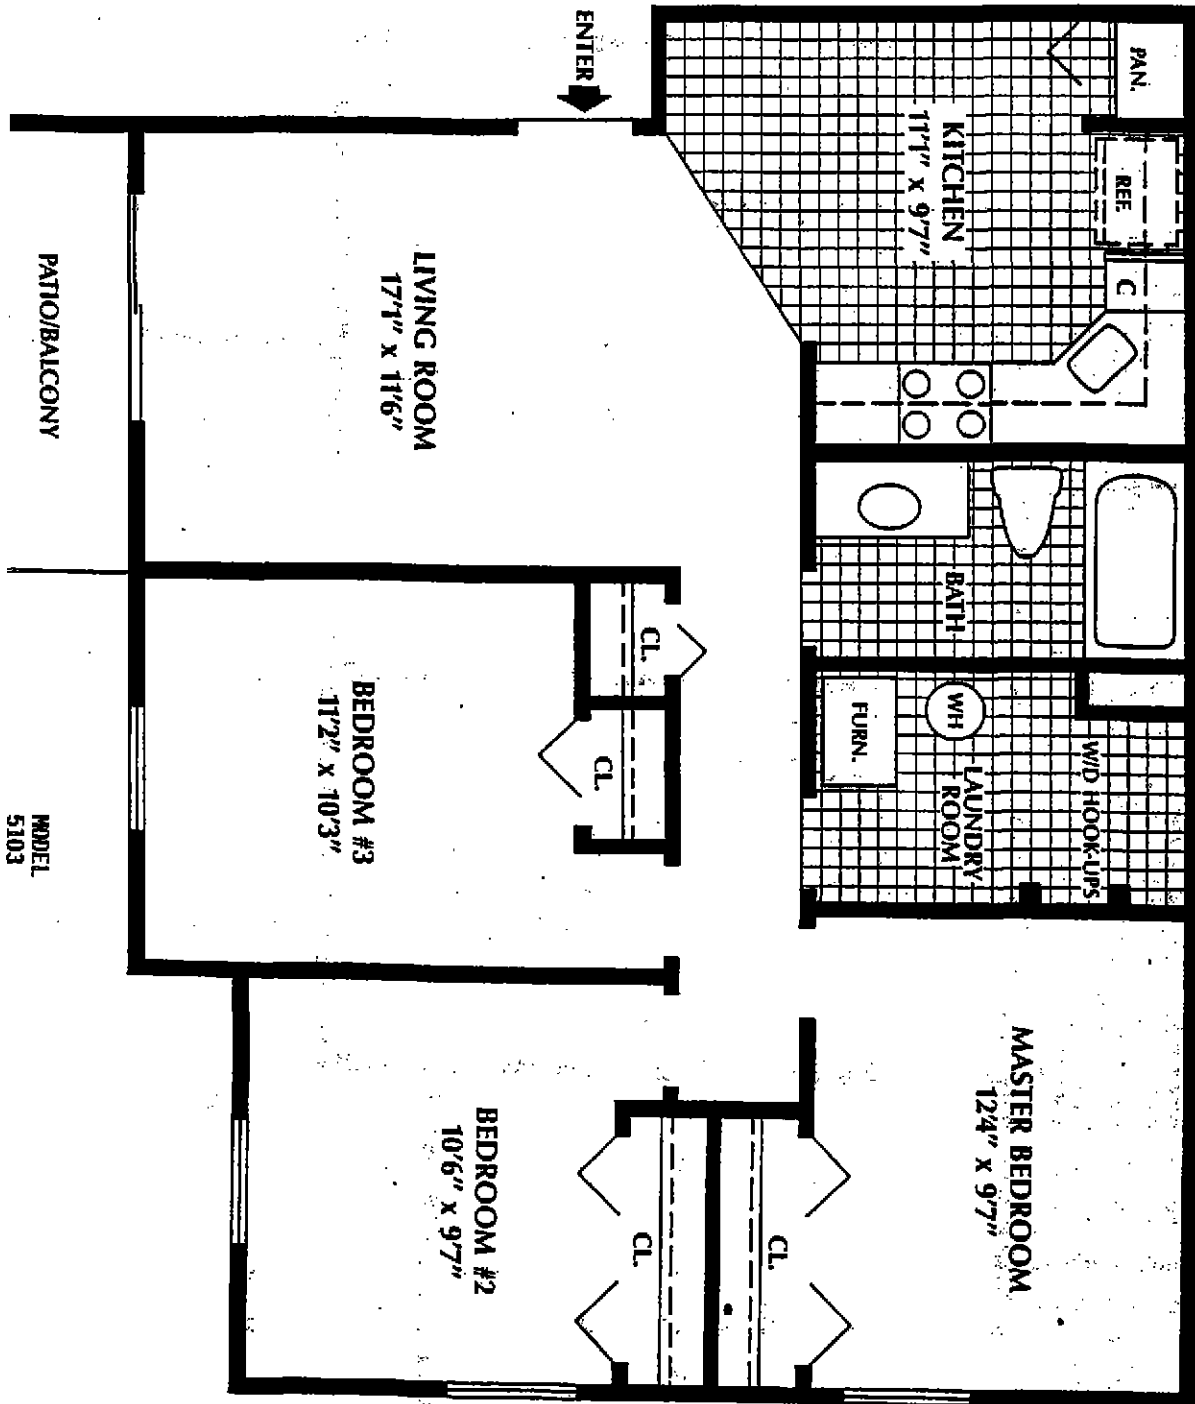 PAN.
REF.
C
KITCHEN
11'1" x 9'7"
ENTER
LIVING ROOM
17'1" x 11'6"
PATIO/BALCONY
BATH
WH
FURN.
LAUNDRY
ROOM
W/D HOOK-UPS
CL.
CL.
BEDROOM #3
11'2" x 10'3"
MASTER BEDROOM
12'4" x 9'7"
CL.
CL.
BEDROOM #2
10'6" x 9'7"
MODEL
5103